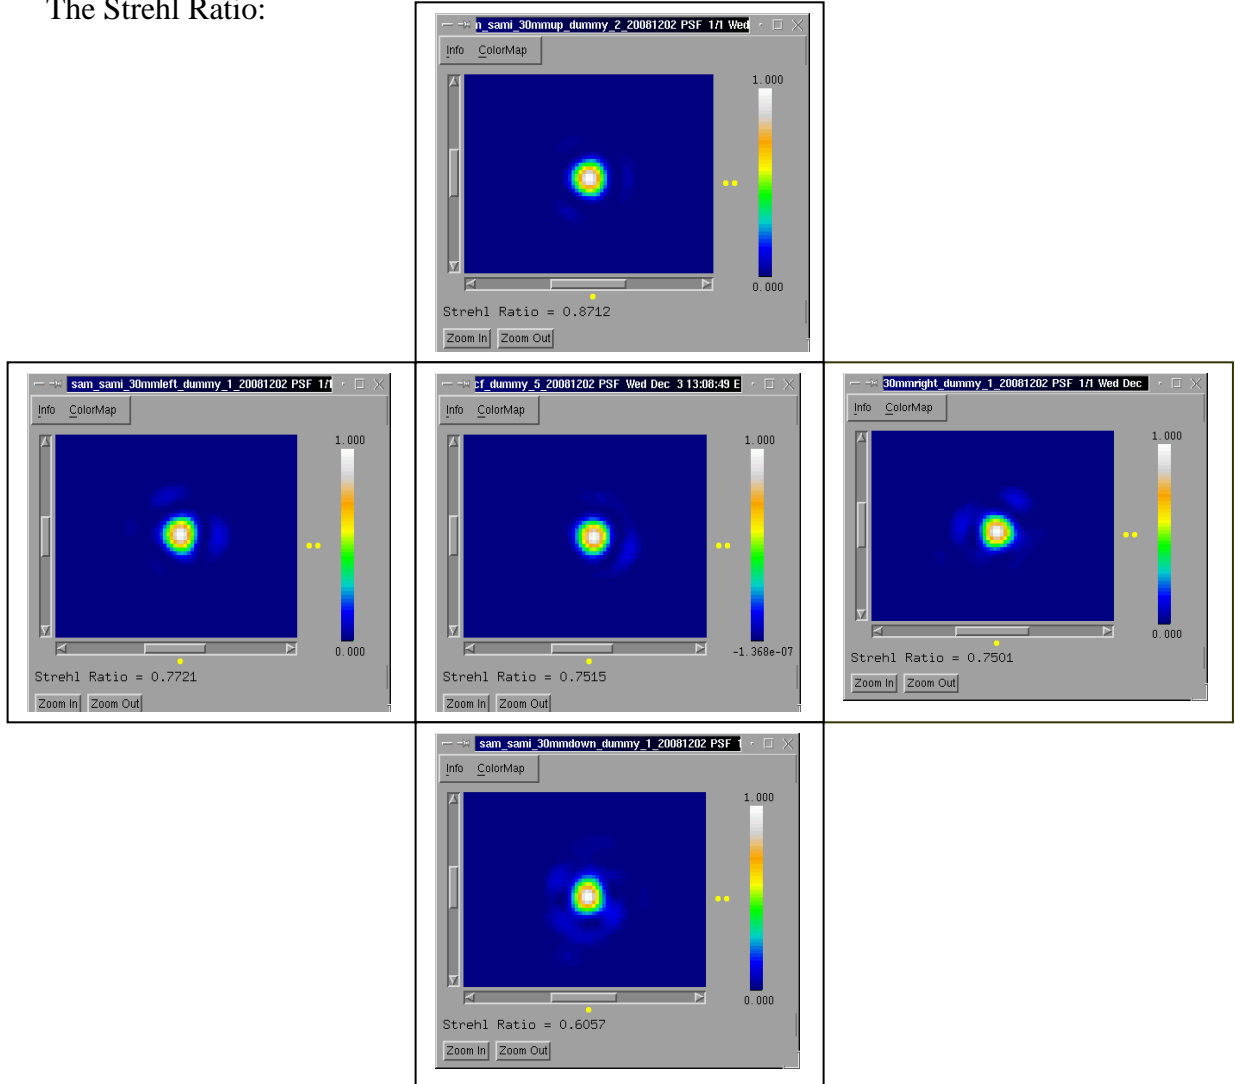 The Strehl Ratio:
n_sami_30mmup_dummy_2_20081202 PSF 1/1 Wed
Info ColorMap
1.000
0.000
Strehl Ratio = 0.8712
Zoom In Zoom Out
sam_sami_30mmleft_dummy_1_20081202 PSF 1/1
Info ColorMap
1.000
0.000
Strehl Ratio = 0.7721
Zoom In Zoom Out
cf_dummy_5_20081202 PSF Wed Dec 3 13:08:49 E
Info ColorMap
1.000
-1.368e-07
Strehl Ratio = 0.7515
Zoom In Zoom Out
30mmright_dummy_1_20081202 PSF 1/1 Wed Dec
Info ColorMap
1.000
0.000
Strehl Ratio = 0.7501
Zoom In Zoom Out
sam_sami_30mmdown_dummy_1_20081202 PSF 1
Info ColorMap
1.000
0.000
Strehl Ratio = 0.6057
Zoom In Zoom Out